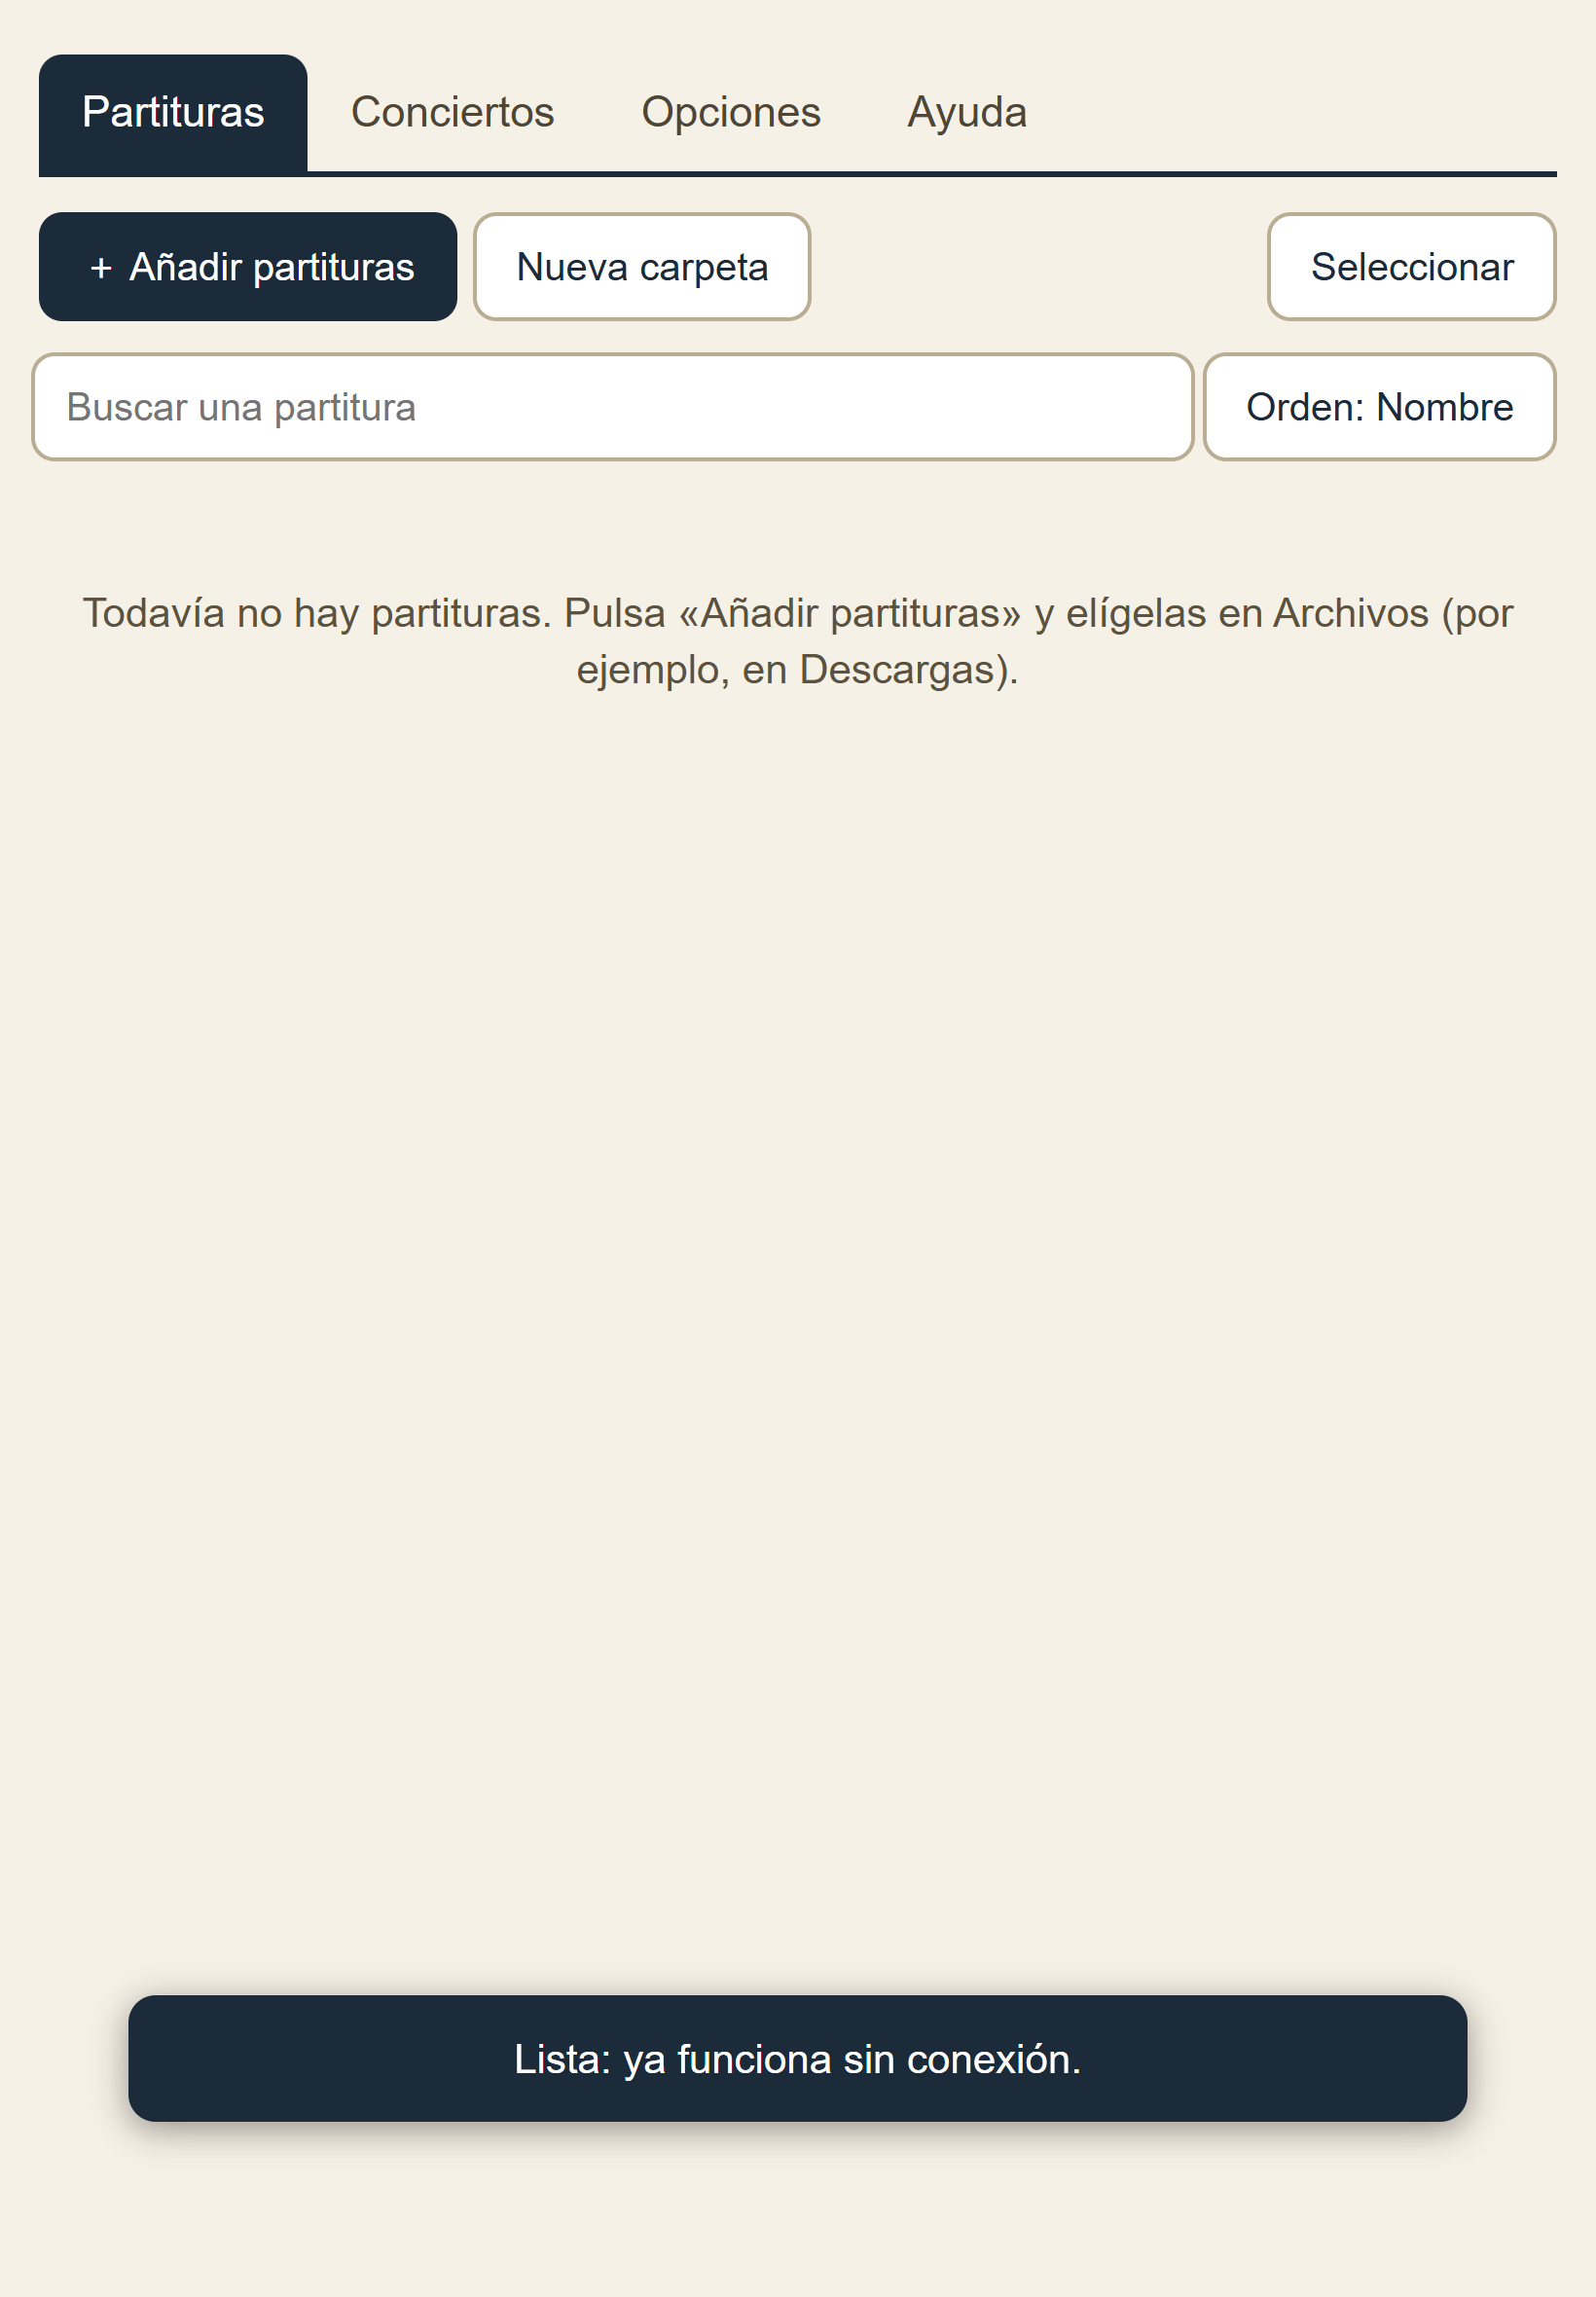 Partituras Conciertos Opciones Ayuda
+ Añadir partituras Nueva carpeta Seleccionar
Buscar una partitura Orden: Nombre
Todavía no hay partituras. Pulsa «Añadir partituras» y elígelas en Archivos (por
ejemplo, en Descargas).
Lista: ya funciona sin conexión.